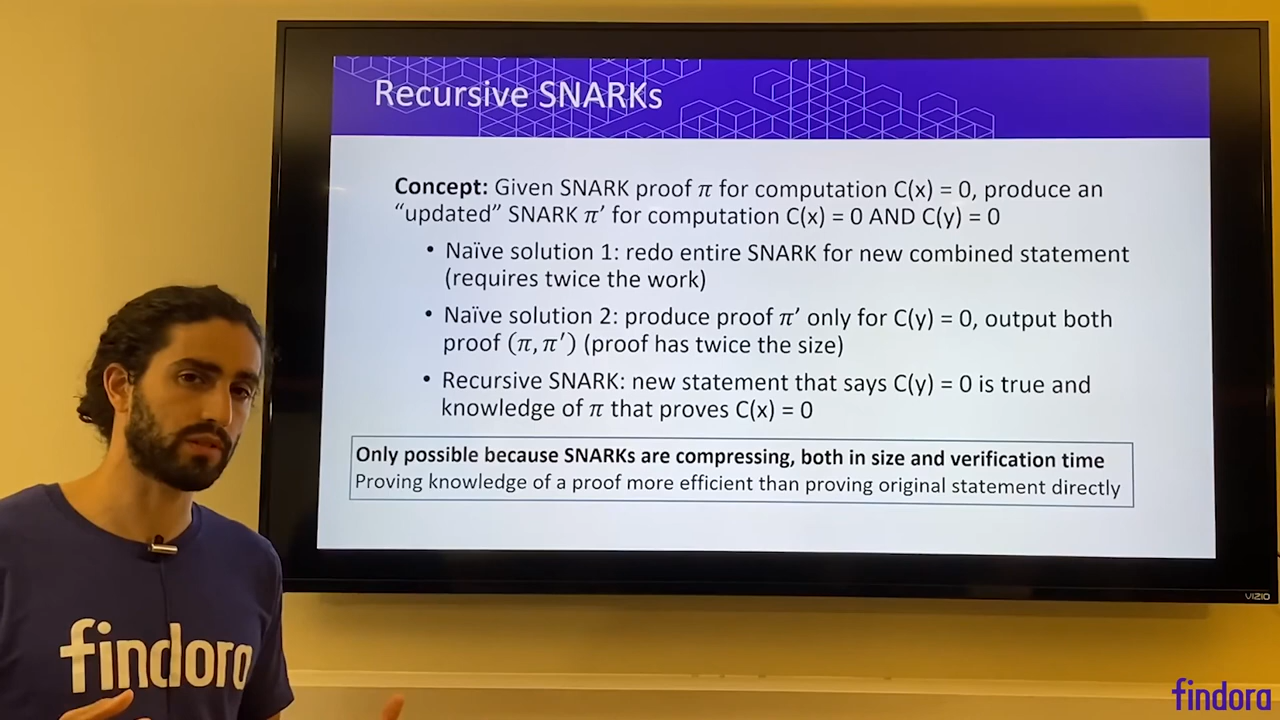 Recursive SNARKs
Concept: Given SNARK proof π for computation C(x) = 0, produce an
“updated” SNARK π’ for computation C(x) = 0 AND C(y) = 0
• Naïve solution 1: redo entire SNARK for new combined statement
(requires twice the work)
• Naïve solution 2: produce proof π’ only for C(y) = 0, output both
proof (π, π′) (proof has twice the size)
• Recursive SNARK: new statement that says C(y) = 0 is true and
knowledge of π that proves C(x) = 0
Only possible because SNARKs are compressing, both in size and verification time
Proving knowledge of a proof more efficient than proving original statement directly
VIZIO
findora
findora